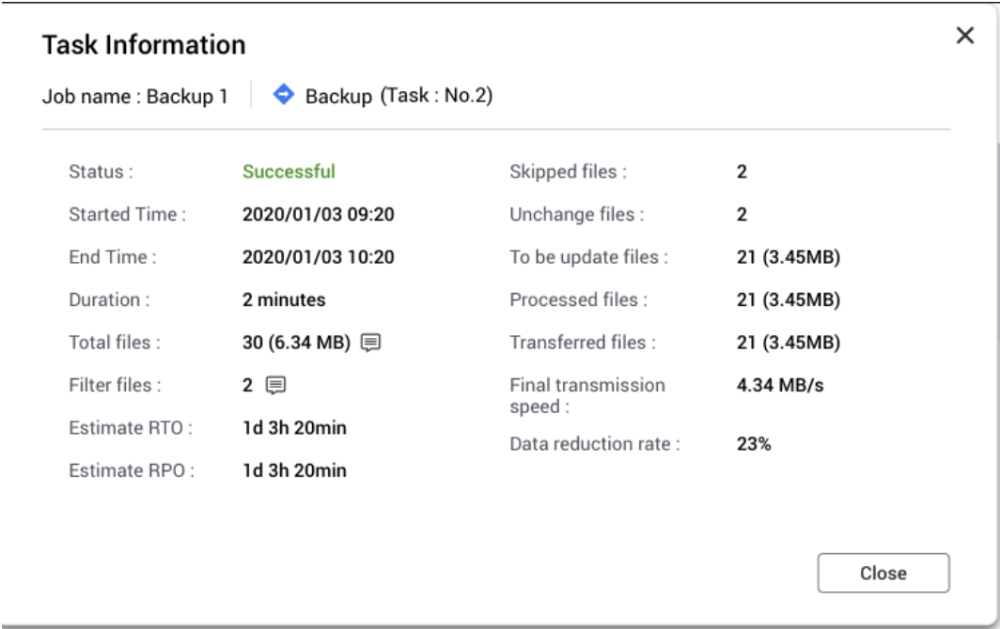 Task Information
Job name : Backup 1
Backup (Task : No.2)
Status : Successful
Started Time : 2020/01/03 09:20
End Time : 2020/01/03 10:20
Duration : 2 minutes
Total files : 30 (6.34 MB)
Filter files : 2
Estimate RTO : 1d 3h 20min
Estimate RPO : 1d 3h 20min
Skipped files : 2
Unchange files : 2
To be update files : 21 (3.45MB)
Processed files : 21 (3.45MB)
Transferred files : 21 (3.45MB)
Final transmission
speed : 4.34 MB/s
Data reduction rate : 23%
Close